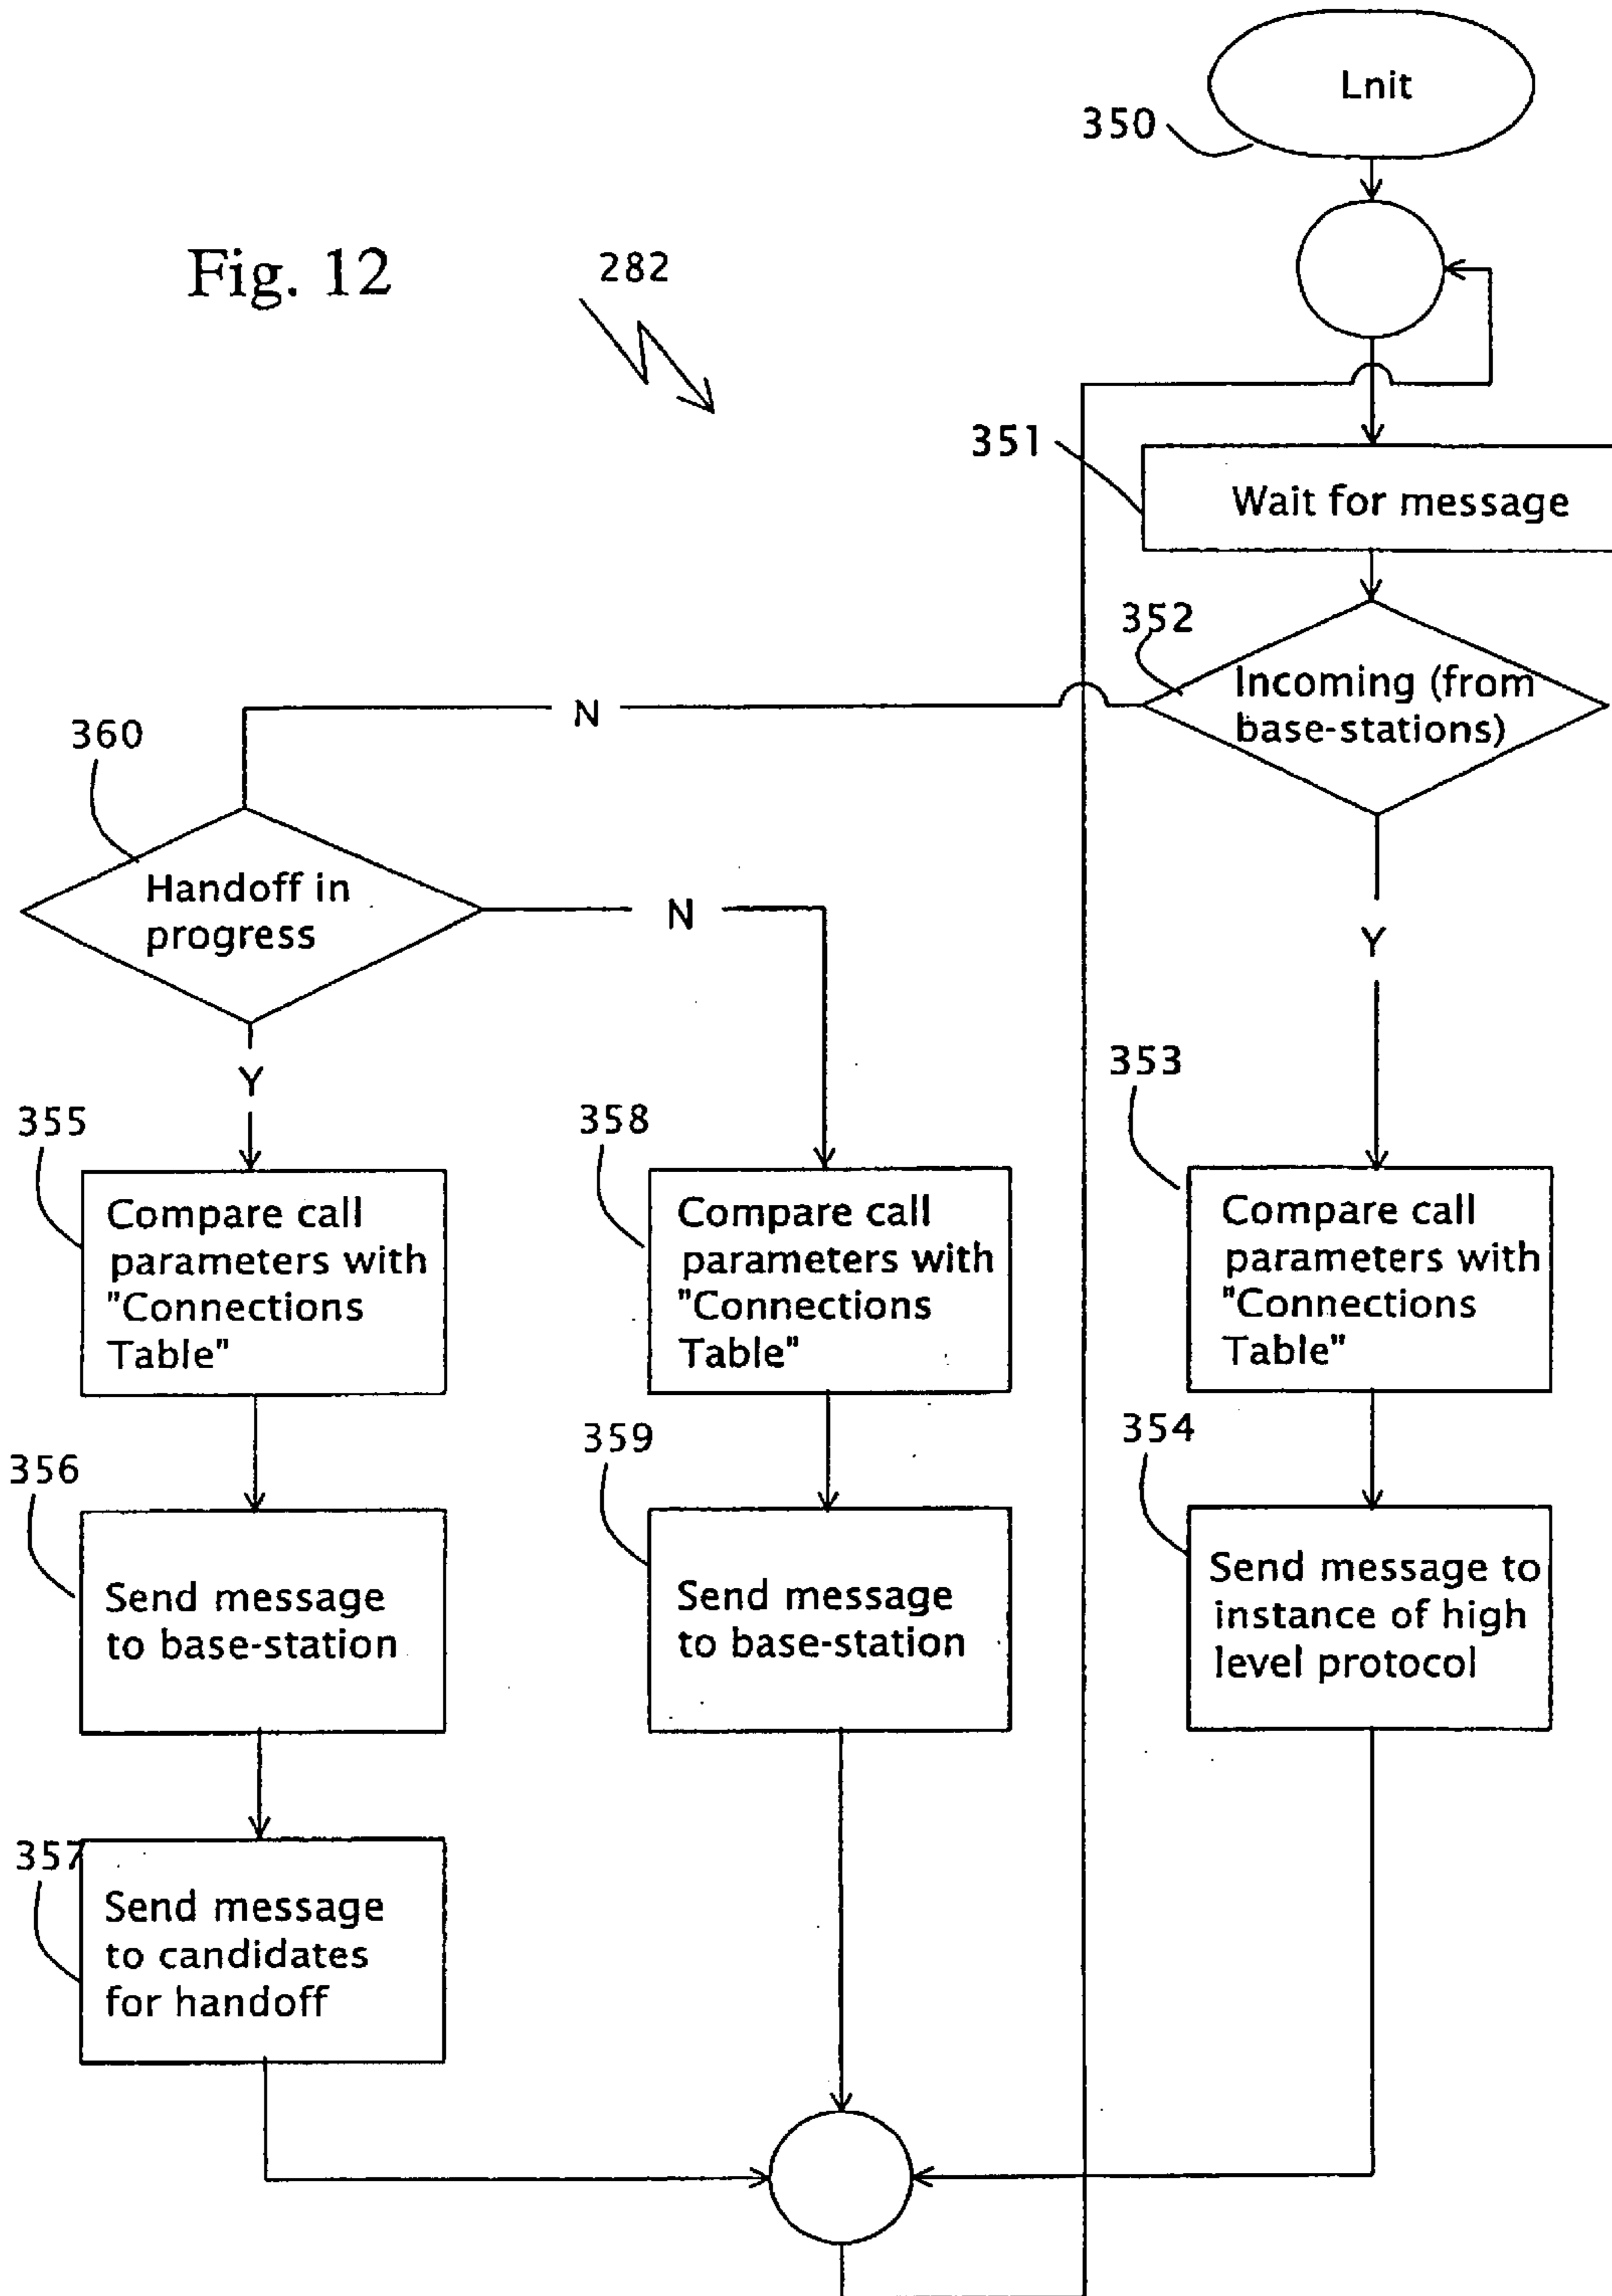 Lnit
350
Fig. 12
282
351
Wait for message
352
Incoming (from
base-stations)
N
360
Handoff in
progress
N
Y
Y
353
355
358
Compare call
parameters with
"Connections
Table"
Compare call
parameters with
"Connections
Table"
Compare call
parameters with
"Connections
Table"
354
359
356
Send message to
instance of high
level protocol
Send message
to base-station
Send message
to base-station
357
Send message
to candidates
for handoff